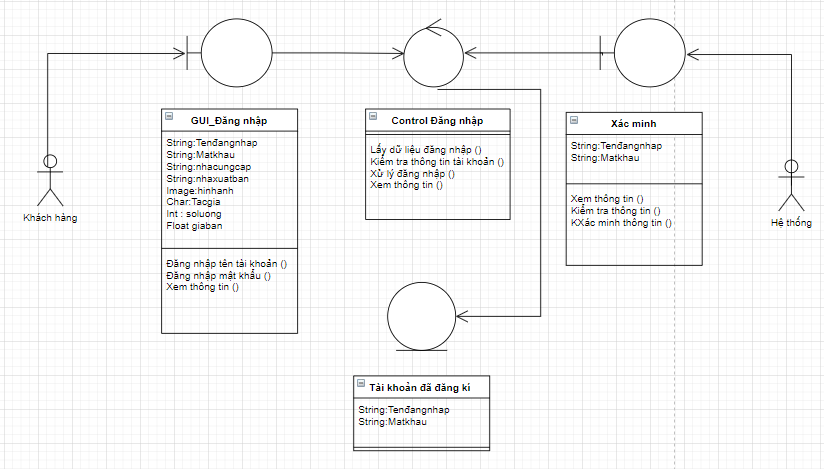 Khách hàng
GUI_Đăng nhập
String:Tenđangnhap
String:Matkhau
String:nhacungcap
String:nhaxuatban
Image:hinhanh
Char:Tacgia
Int : soluong
Float giaban
Đăng nhập tên tài khoản ()
Đăng nhập mật khẩu ()
Xem thông tin ()
Control Đăng nhập
Lấy dữ liệu đăng nhập ()
Kiểm tra thông tin tài khoản ()
Xử lý đăng nhập ()
Xem thông tin ()
Xác minh
String:Tenđangnhap
String:Matkhau
Xem thông tin ()
Kiểm tra thông tin ()
KXác minh thông tin ()
Hệ thống
Tài khoản đã đăng kí
String:Tenđangnhap
String:Matkhau